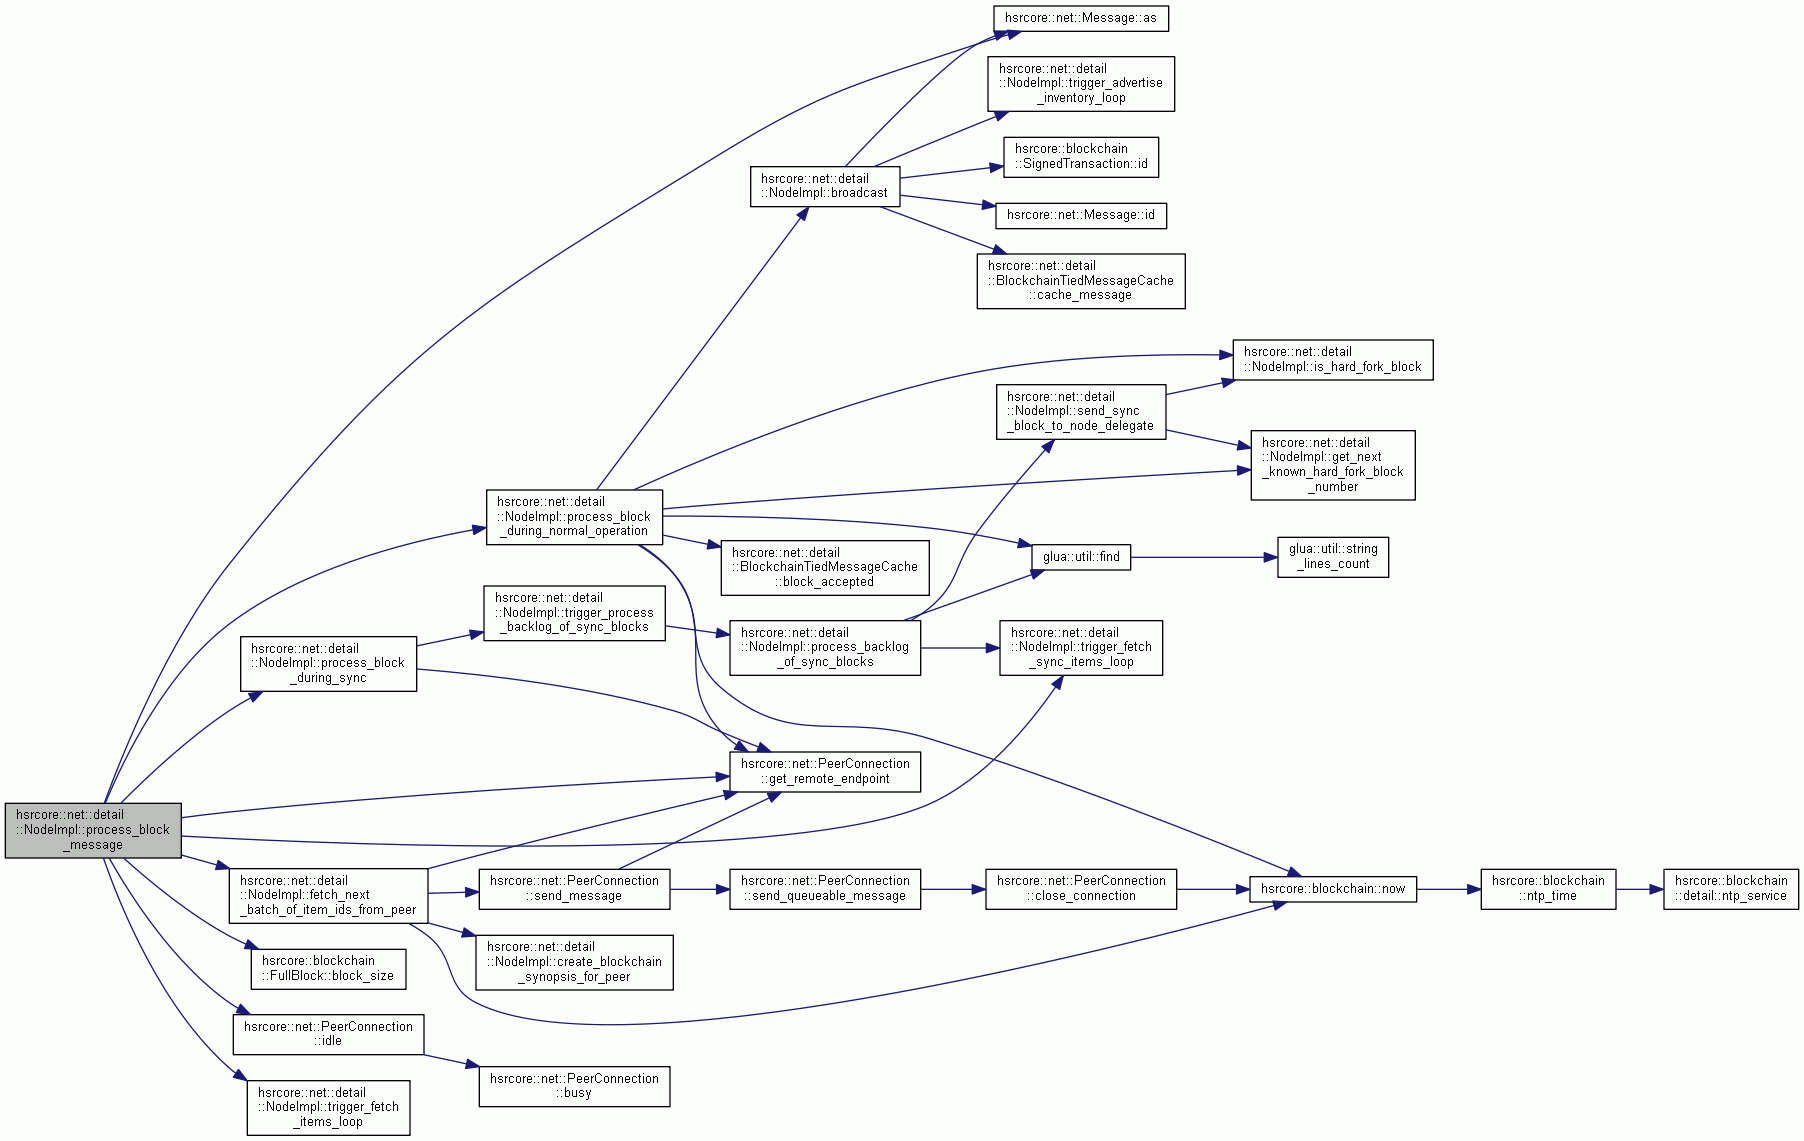 hsrcore::net::Message::as
hsrcore::net::detail
::NodeImpl::trigger_advertise
_inventory_loop
hsrcore::blockchain
::SignedTransaction::id
hsrcore::net::detail
::NodeImpl::broadcast
hsrcore::net::Message::id
hsrcore::net::detail
::BlockchainTiedMessageCache
::cache_message
hsrcore::net::detail
::NodeImpl::is_hard_fork_block
hsrcore::net::detail
::NodeImpl::send_sync
_block_to_node_delegate
hsrcore::net::detail
::NodeImpl::get_next
_known_hard_fork_block
_number
hsrcore::net::detail
::NodeImpl::process_block
_during_normal_operation
hsrcore::net::detail
::BlockchainTiedMessageCache
::block_accepted
glua::util::find
glua::util::string
_lines_count
hsrcore::net::detail
::NodeImpl::trigger_process
_backlog_of_sync_blocks
hsrcore::net::detail
::NodeImpl::process_backlog
_of_sync_blocks
hsrcore::net::detail
::NodeImpl::trigger_fetch
_sync_items_loop
hsrcore::net::detail
::NodeImpl::process_block
_during_sync
hsrcore::net::PeerConnection
::get_remote_endpoint
hsrcore::net::detail
::NodeImpl::process_block
_message
hsrcore::net::detail
::NodeImpl::fetch_next
_batch_of_item_ids_from_peer
hsrcore::net::PeerConnection
::send_message
hsrcore::net::PeerConnection
::send_queueable_message
hsrcore::net::PeerConnection
::close_connection
hsrcore::blockchain::now
hsrcore::blockchain
::ntp_time
hsrcore::blockchain
::detail::ntp_service
hsrcore::net::detail
::NodeImpl::create_blockchain
_synopsis_for_peer
hsrcore::blockchain
::FullBlock::block_size
hsrcore::net::PeerConnection
::idle
hsrcore::net::PeerConnection
::busy
hsrcore::net::detail
::NodeImpl::trigger_fetch
_items_loop